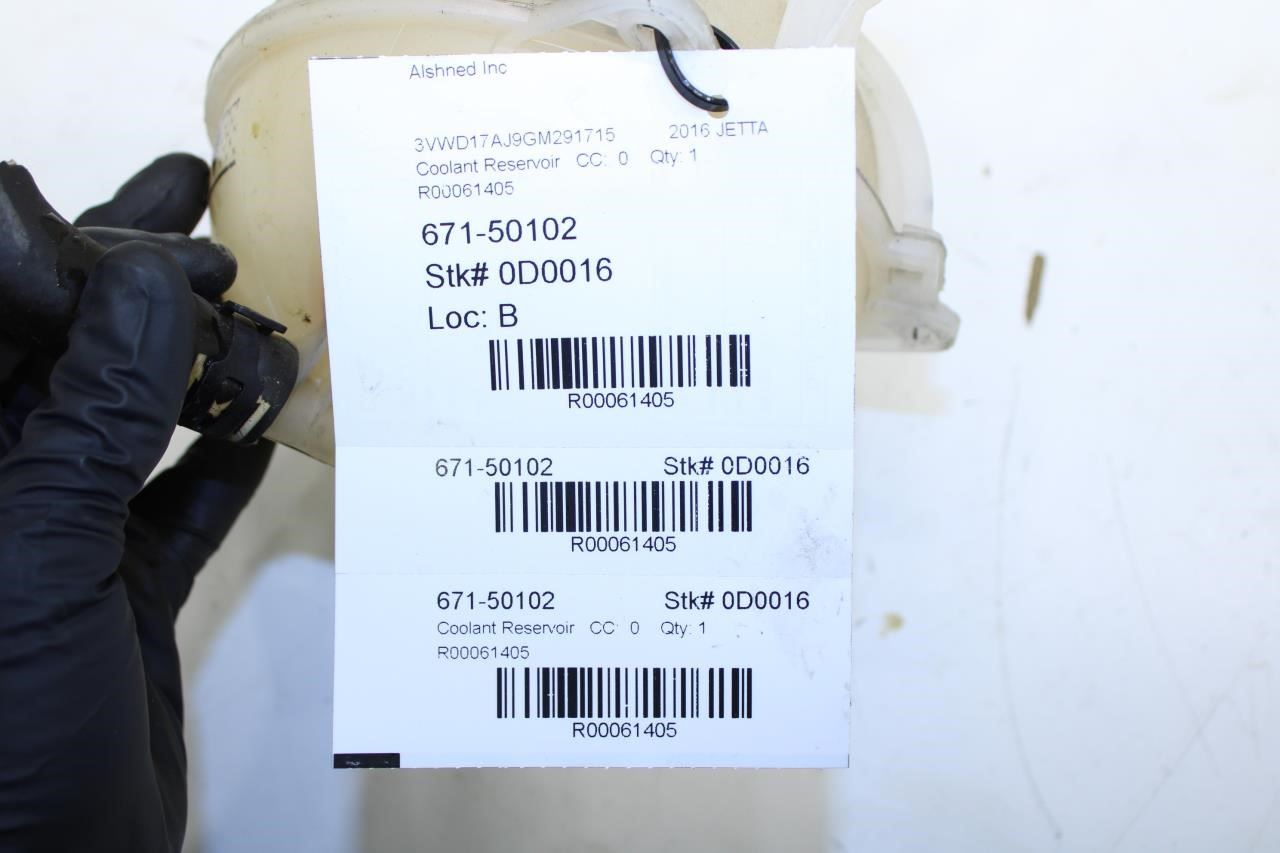 Alshned Inc
3VWD17AJ9GM291715 2016 JETTA
Coolant Reservoir CC: 0 Qty: 1
R00061405
671-50102
Stk# 0D0016
Loc: B
R00061405
671-50102 Stk# 0D0016
R00061405
671-50102 Stk# 0D0016
Coolant Reservoir CC: 0 Qty: 1
R00061405
R00061405